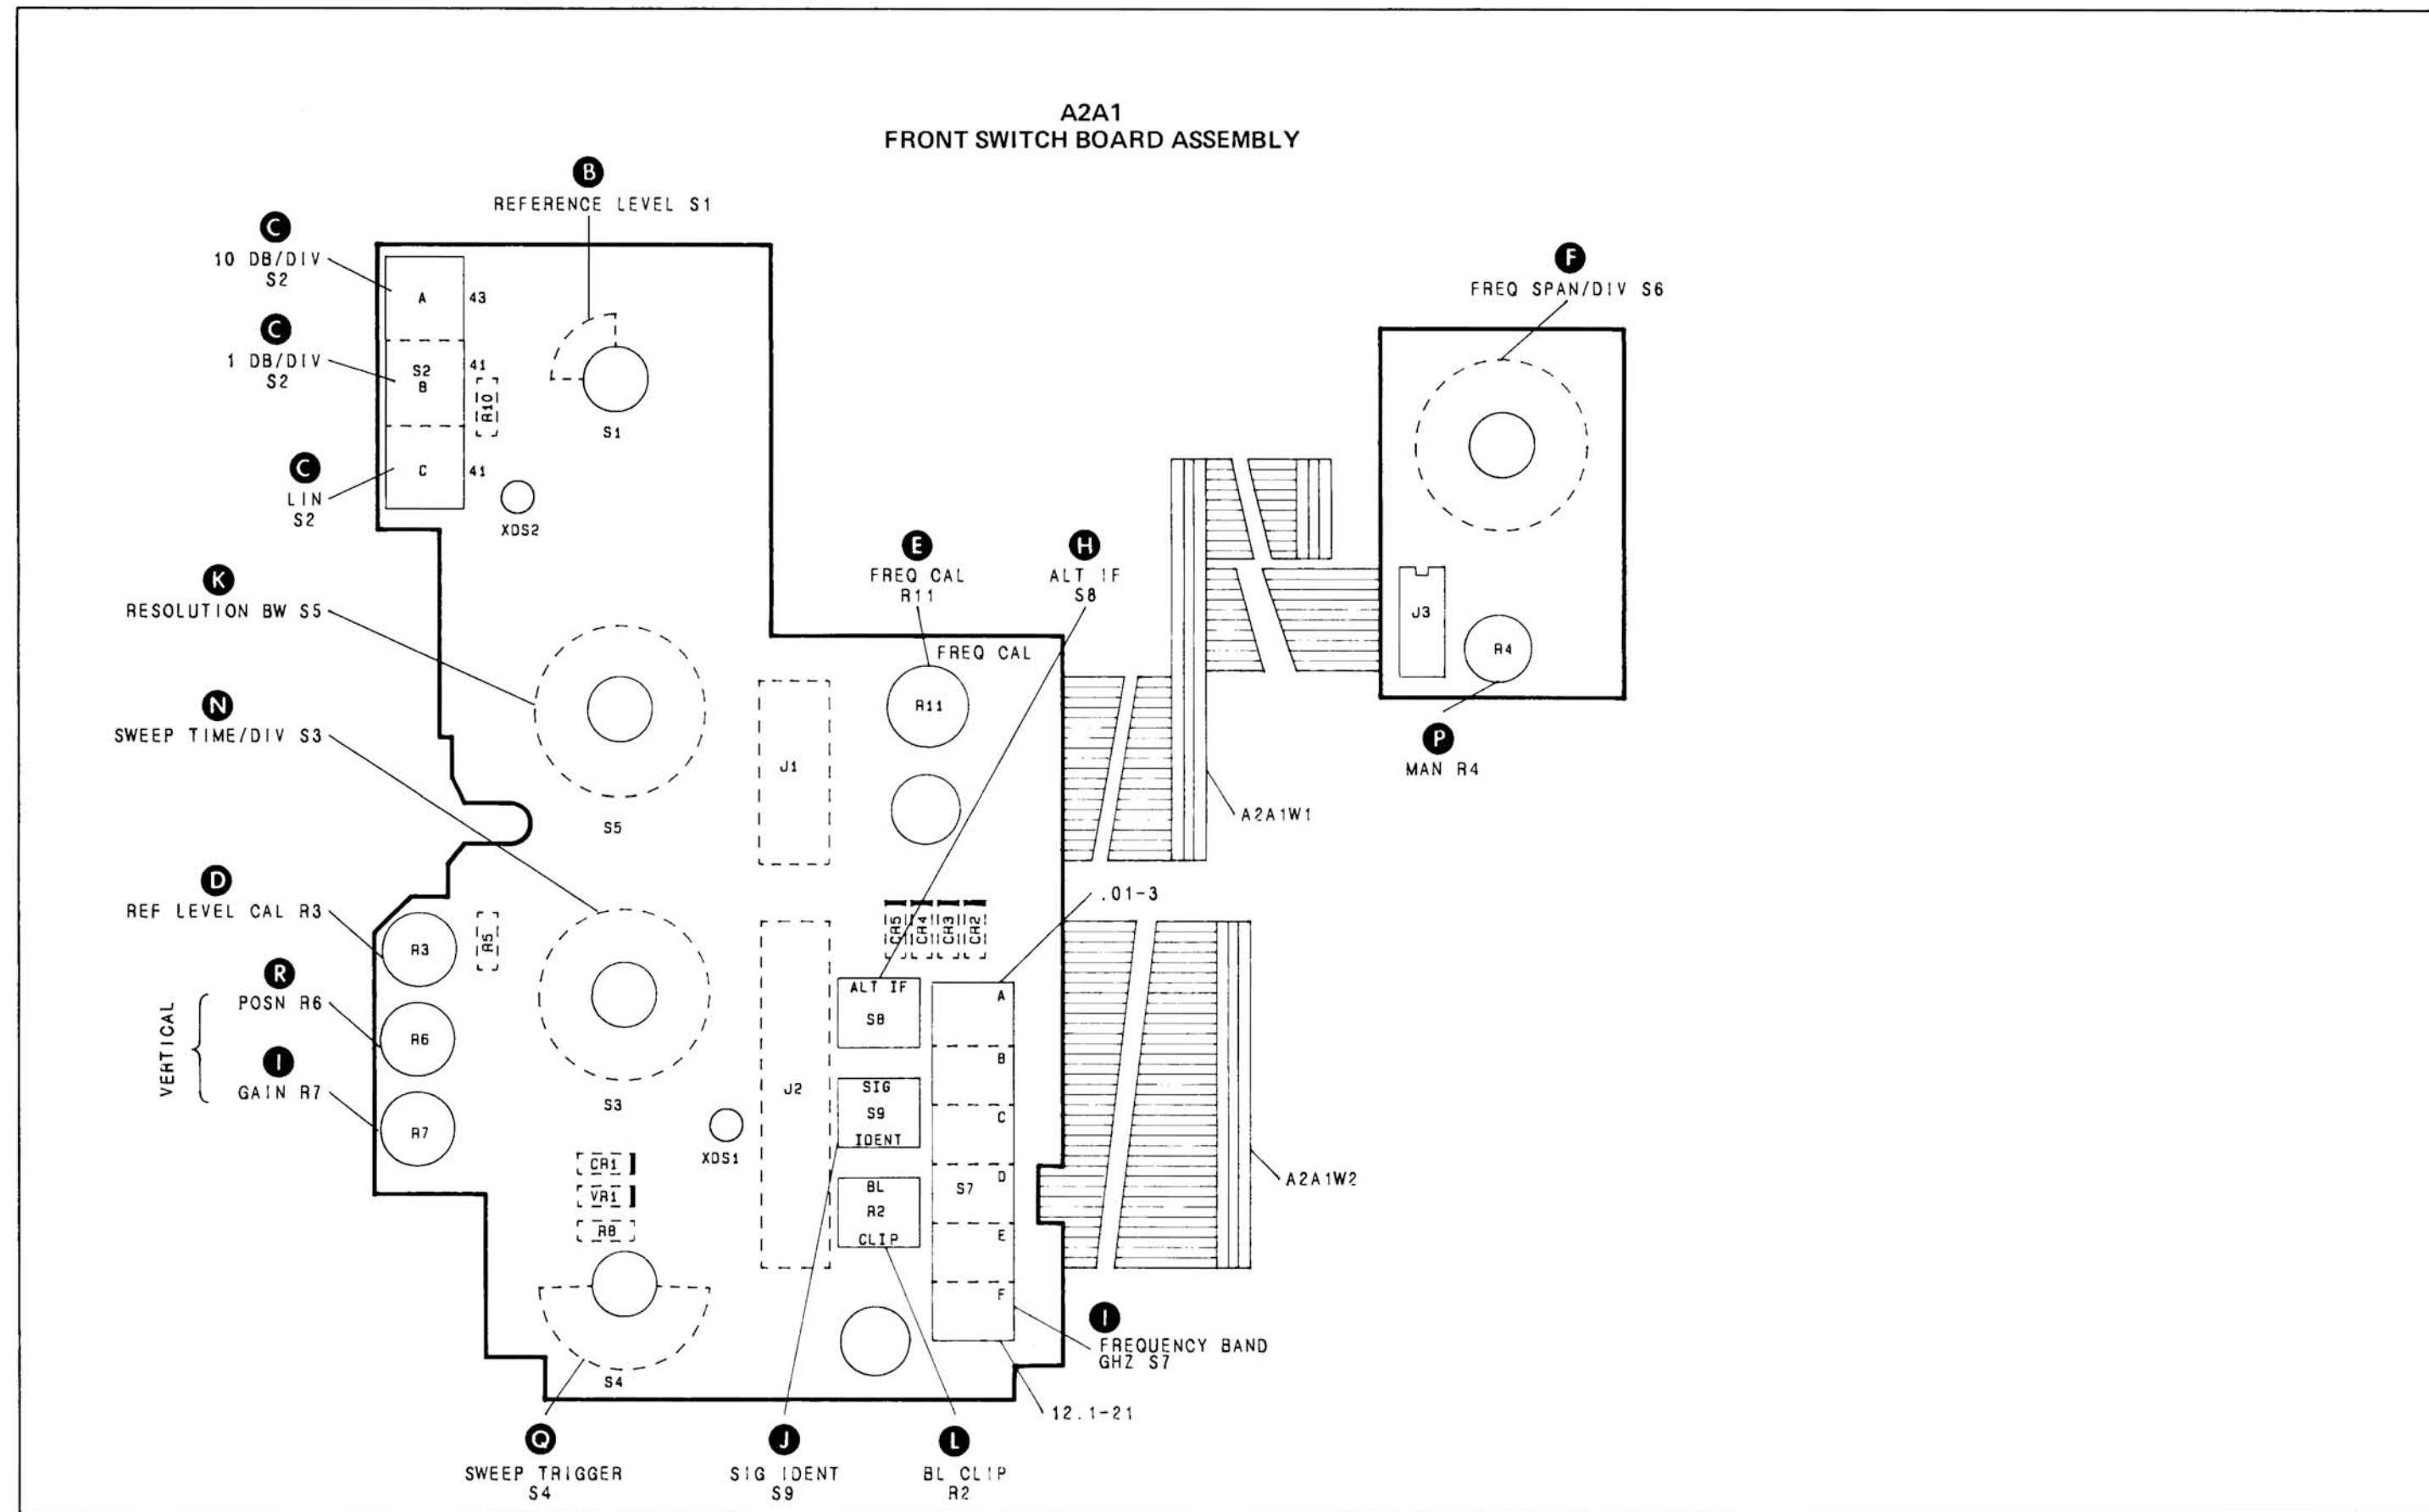 A2A1
FRONT SWITCH BOARD ASSEMBLY
B
REFERENCE LEVEL S1
C
10 DB/DIV
S2
A
43
C
1 DB/DIV
S2
S2
B
41
R10
S1
C
LIN
S2
C
41
XDS2
F
FREQ SPAN/DIV S6
J3
R4
P
MAN R4
K
RESOLUTION BW S5
E
FREQ CAL
R11
H
ALT IF
S8
FREQ CAL
R11
N
SWEEP TIME/DIV S3
J1
S5
A2A1W1
D
REF LEVEL CAL R3
R3
R5
.01-3
CR5
CR4
CR3
CR2
R
POSN R6
VERTICAL
R6
I
GAIN R7
R7
S3
XDS1
J2
ALT IF
S8
SIG
S9
IDENT
BL
R2
CLIP
A
B
C
D
S7
E
F
A2A1W2
CR1
VR1
R8
S4
I
FREQUENCY BAND
GHZ S7
12.1-21
Q
SWEEP TRIGGER
S4
J
SIG IDENT
S9
L
BL CLIP
R2